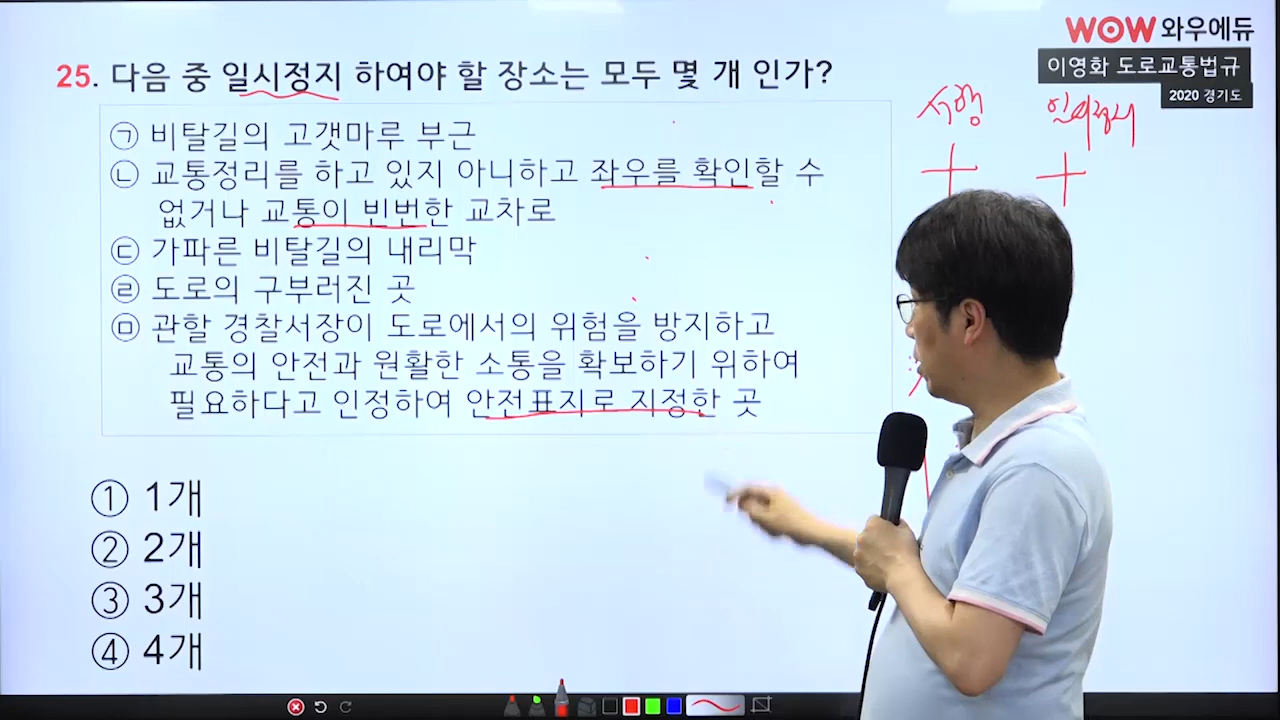 WOW 와우에듀
이영화 도로교통법규
2020 경기도
25. 다음 중 일시정지 하여야 할 장소는 모두 몇 개 인가?
서행
일시정지
㉠ 비탈길의 고갯마루 부근
㉡ 교통정리를 하고 있지 아니하고 좌우를 확인할 수
없거나 교통이 빈번한 교차로
㉢ 가파른 비탈길의 내리막
㉣ 도로의 구부러진 곳
㉤ 관할 경찰서장이 도로에서의 위험을 방지하고
교통의 안전과 원활한 소통을 확보하기 위하여
필요하다고 인정하여 안전표지로 지정한 곳
① 1개
② 2개
③ 3개
④ 4개